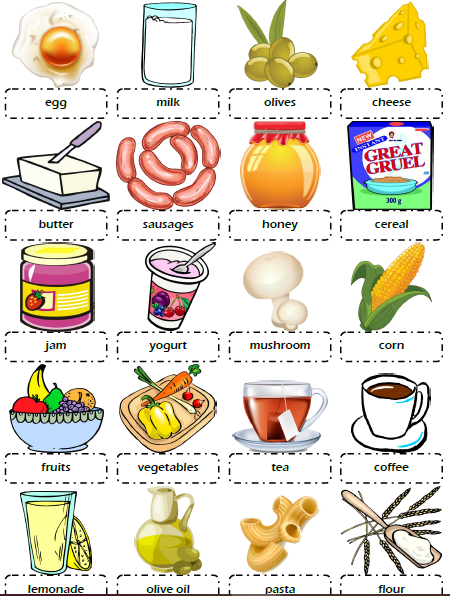 egg
milk
olives
cheese
NEW
INSTANT
GREAT
GRUEL
300 g
butter
sausages
honey
cereal
jam
yogurt
mushroom
corn
fruits
vegetables
tea
coffee
lemonade
olive oil
pasta
flour